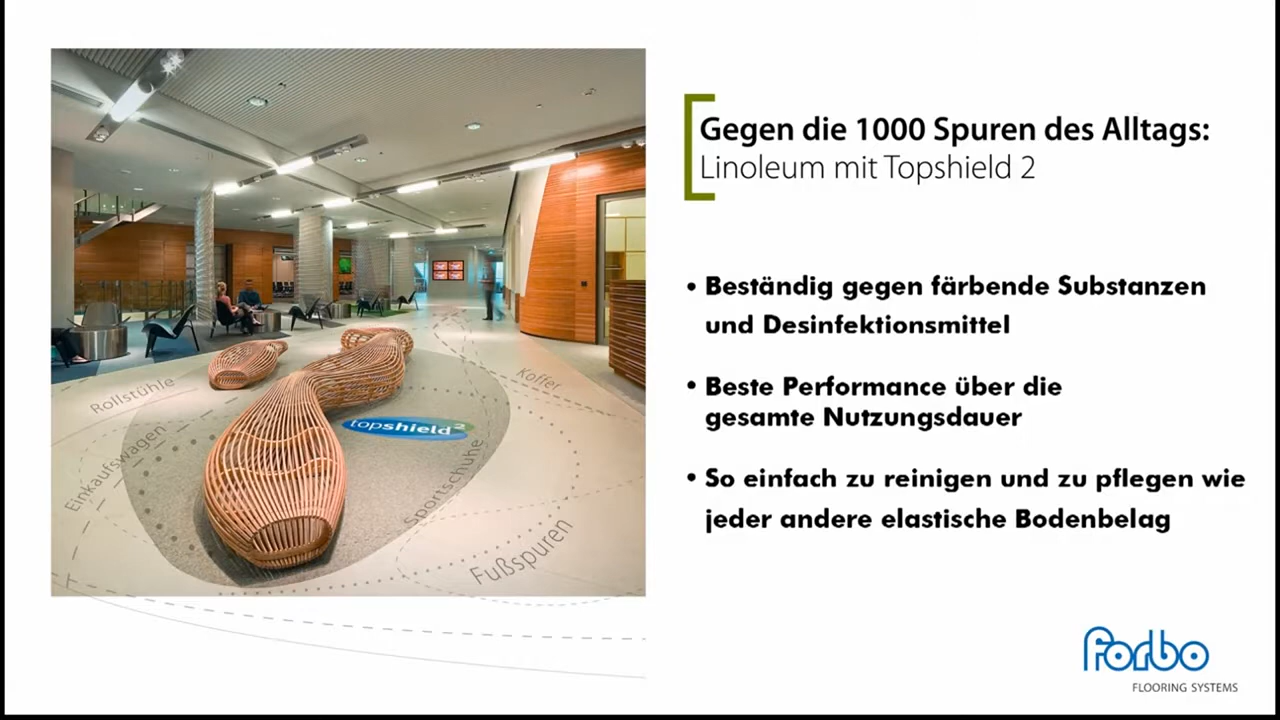 Gegen die 1000 Spuren des Alltags:
Linoleum mit Topshield 2
• Beständig gegen färbende Substanzen
und Desinfektionsmittel
• Beste Performance über die
gesamte Nutzungsdauer
• So einfach zu reinigen und zu pflegen wie
jeder andere elastische Bodenbelag
Rollstühle
Koffer
Einkaufswagen
topshield2
Sportschuhe
Fußspuren
forbo
FLOORING SYSTEMS